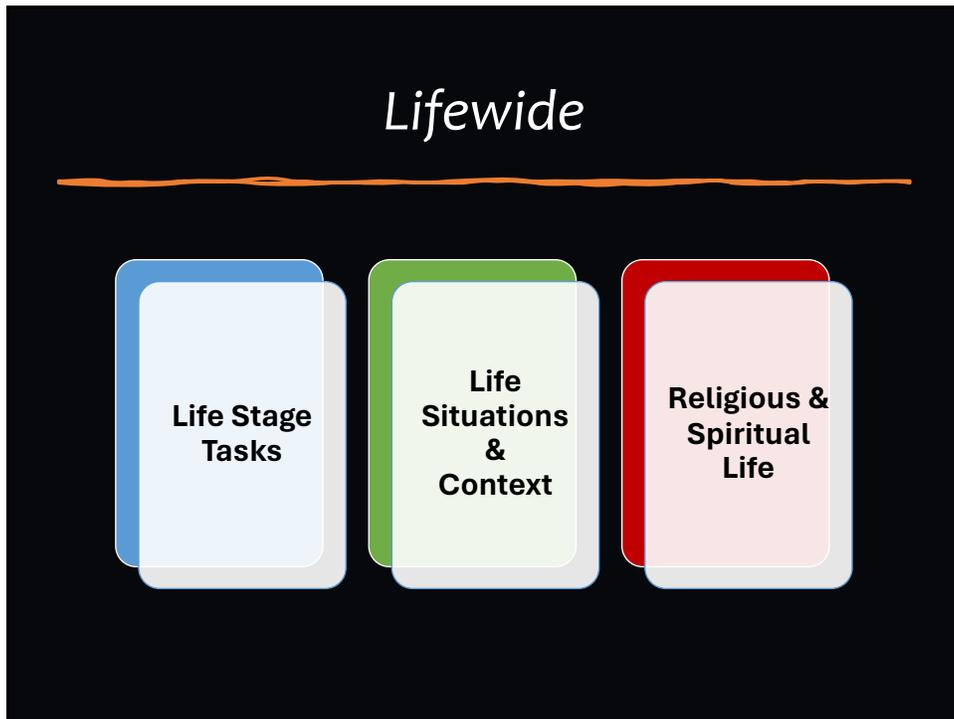 Lifewide
Life Stage
Tasks
Life
Situations
&
Context
Religious &
Spiritual
Life